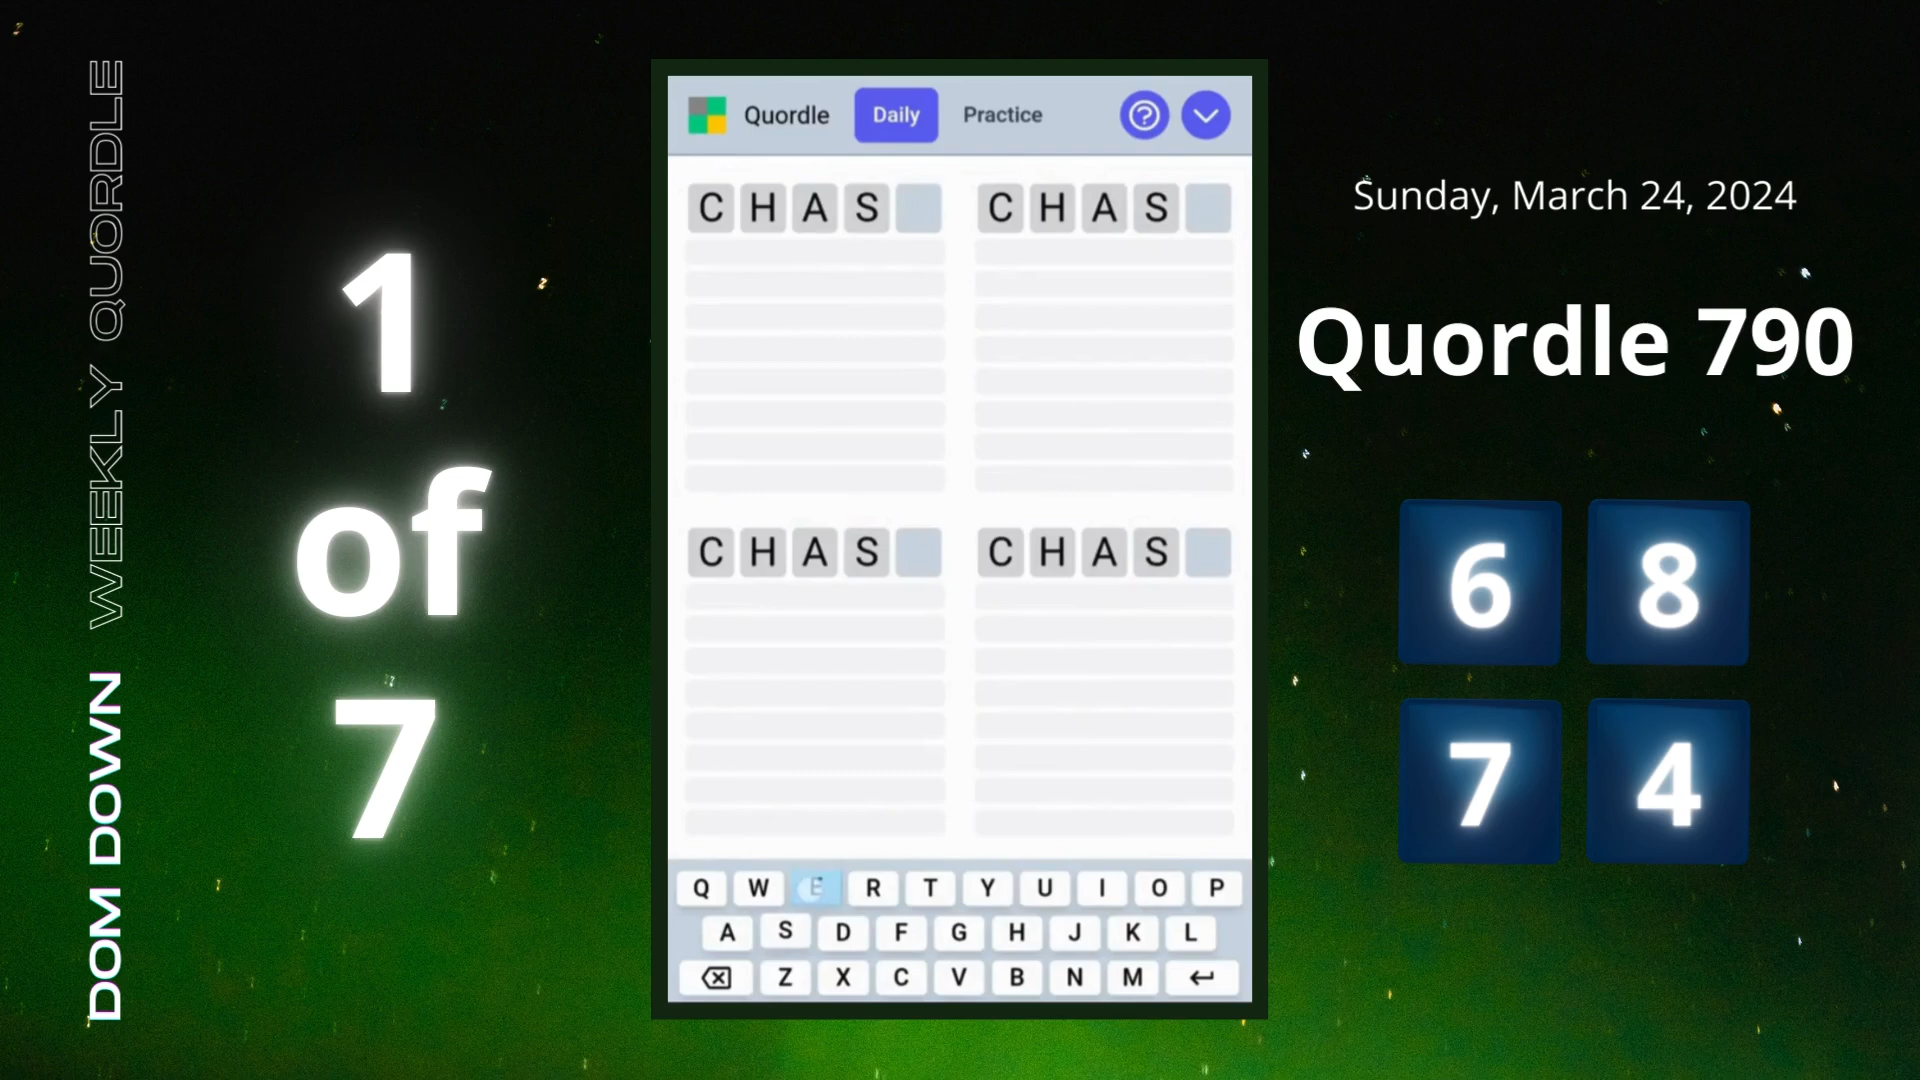 DOM DOWN WEEKLY QUORDLE
1
of
7
Quordle Daily Practice
C H A S
C H A S
C H A S
C H A S
Q W E R T Y U I O P
A S D F G H J K L
Z X C V B N M
Sunday, March 24, 2024
Quordle 790
6 8
7 4